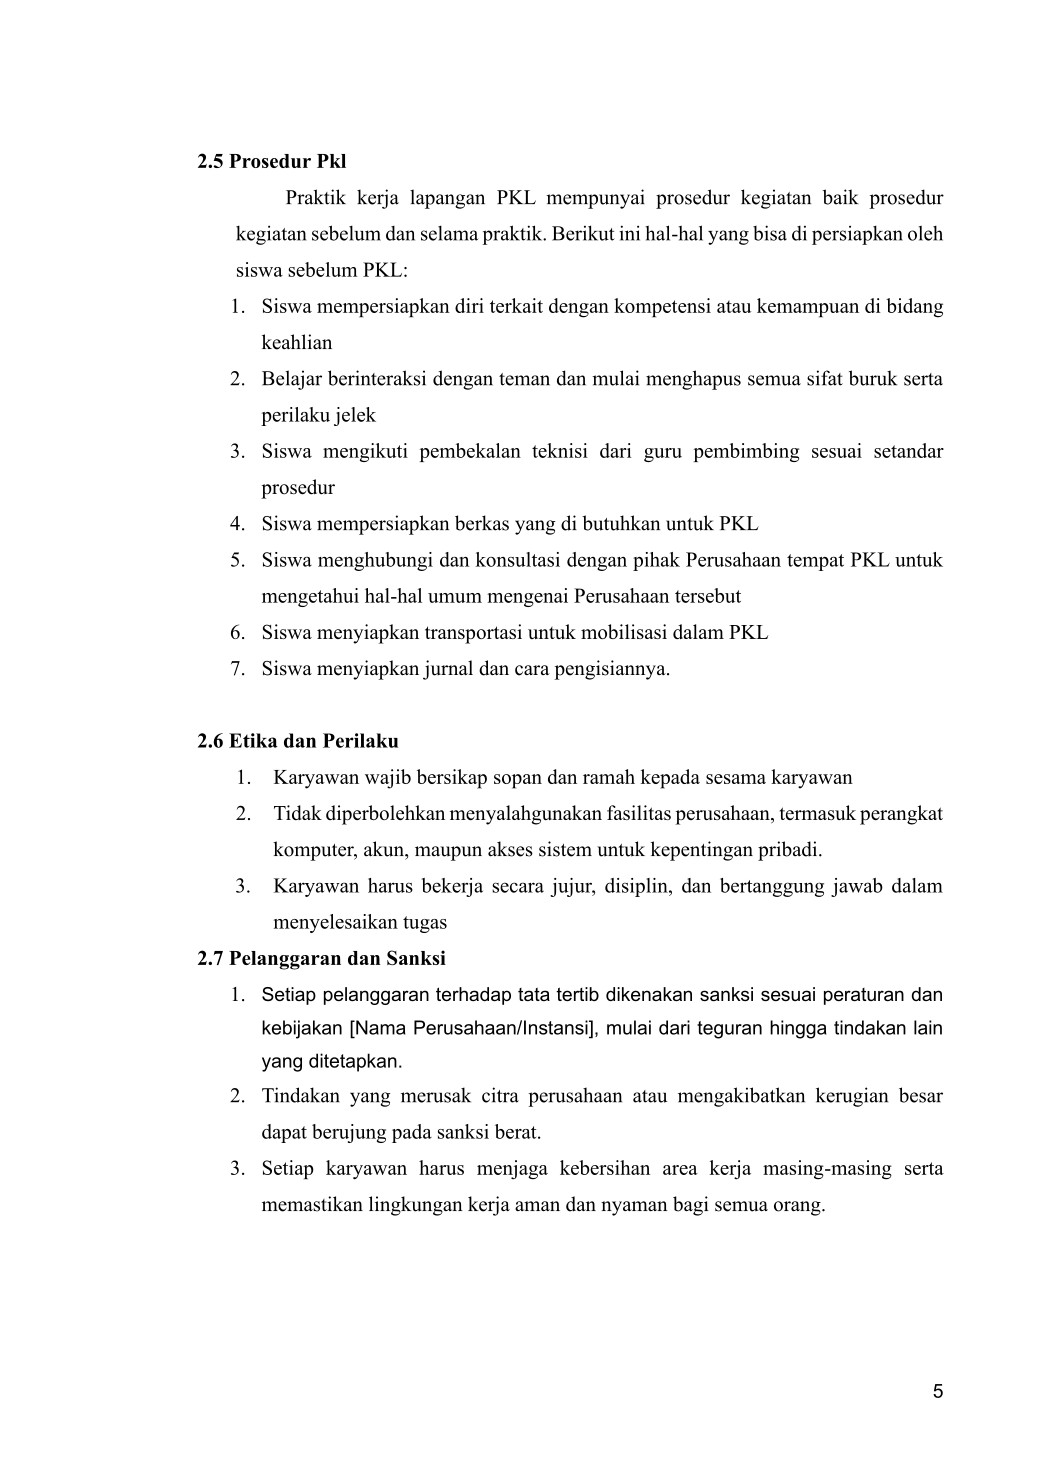 2.5 Prosedur Pkl
Praktik kerja lapangan PKL mempunyai prosedur kegiatan baik prosedur
kegiatan sebelum dan selama praktik. Berikut ini hal-hal yang bisa di persiapkan oleh
siswa sebelum PKL:
1. Siswa mempersiapkan diri terkait dengan kompetensi atau kemampuan di bidang
keahlian
2. Belajar berinteraksi dengan teman dan mulai menghapus semua sifat buruk serta
perilaku jelek
3. Siswa mengikuti pembekalan teknisi dari guru pembimbing sesuai setandar
prosedur
4. Siswa mempersiapkan berkas yang di butuhkan untuk PKL
5. Siswa menghubungi dan konsultasi dengan pihak Perusahaan tempat PKL untuk
mengetahui hal-hal umum mengenai Perusahaan tersebut
6. Siswa menyiapkan transportasi untuk mobilisasi dalam PKL
7. Siswa menyiapkan jurnal dan cara pengisiannya.
2.6 Etika dan Perilaku
1. Karyawan wajib bersikap sopan dan ramah kepada sesama karyawan
2. Tidak diperbolehkan menyalahgunakan fasilitas perusahaan, termasuk perangkat
komputer, akun, maupun akses sistem untuk kepentingan pribadi.
3. Karyawan harus bekerja secara jujur, disiplin, dan bertanggung jawab dalam
menyelesaikan tugas
2.7 Pelanggaran dan Sanksi
1. Setiap pelanggaran terhadap tata tertib dikenakan sanksi sesuai peraturan dan
kebijakan [Nama Perusahaan/Instansi], mulai dari teguran hingga tindakan lain
yang ditetapkan.
2. Tindakan yang merusak citra perusahaan atau mengakibatkan kerugian besar
dapat berujung pada sanksi berat.
3. Setiap karyawan harus menjaga kebersihan area kerja masing-masing serta
memastikan lingkungan kerja aman dan nyaman bagi semua orang.
5